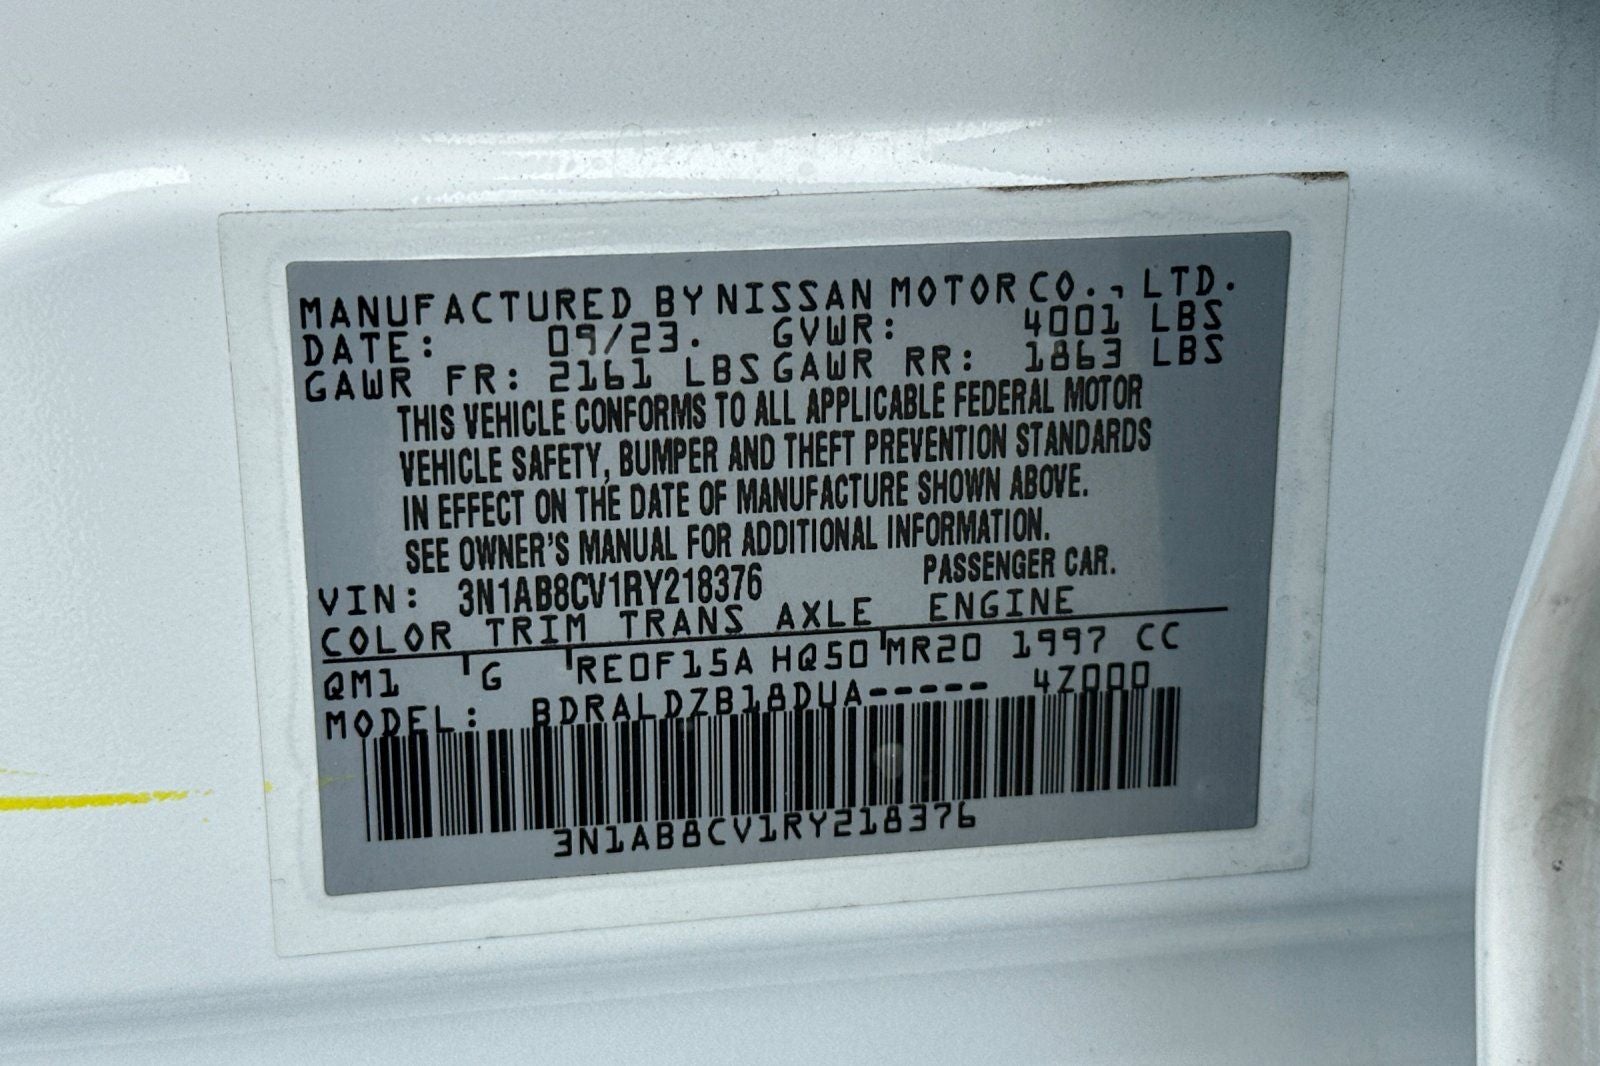 MANUFACTURED BY NISSAN MOTOR CO., LTD.
DATE: 09/23. GVWR: 4001 LBS
GAWR FR: 2161 LBS GAWR RR: 1863 LBS
THIS VEHICLE CONFORMS TO ALL APPLICABLE FEDERAL MOTOR
VEHICLE SAFETY, BUMPER AND THEFT PREVENTION STANDARDS
IN EFFECT ON THE DATE OF MANUFACTURE SHOWN ABOVE.
SEE OWNER'S MANUAL FOR ADDITIONAL INFORMATION.
VIN: 3N1AB8CV1RY218376 PASSENGER CAR.
COLOR TRIM TRANS AXLE ENGINE
QM1 G RE0F15A HQ50 MR20 1997 CC
MODEL: BDRALDZB18DUA----- 4Z000
3N1AB8CV1RY218376